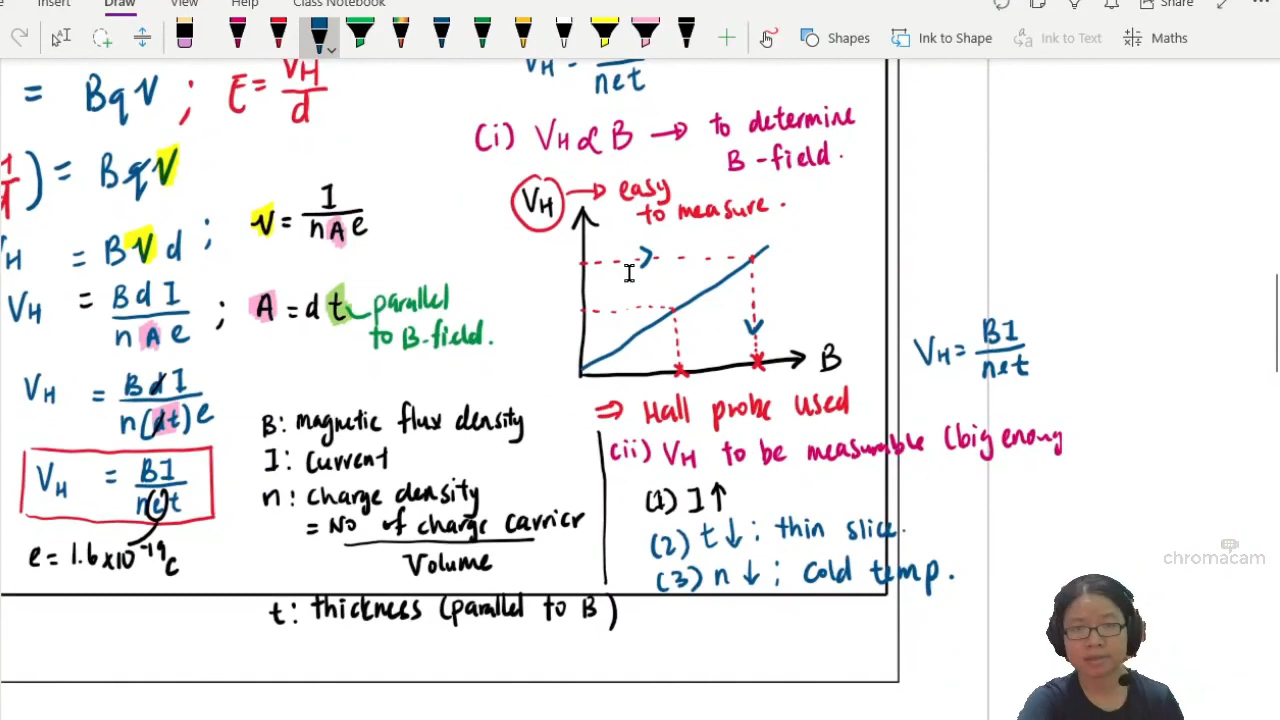 Insert Draw View Help Class Notebook Share
Shapes Ink to Shape Ink to Text Maths
= BqV ; E = VH/d
) = BqV
= BVd ; V = I/nAe
VH = BdI/nAe ; A = dt parallel to B-field.
VH = BdI/n(dt)e
VH = BI/net
e = 1.6x10⁻¹⁹c
B: magnetic flux density
I: Current
n: charge density
= No of charge carrier
Volume
t: thickness (parallel to B)
VH = /net
(i) VH ∝ B → to determine
B-field.
VH → easy
to measure.
B
⇒ Hall probe used
(ii) VH to be measurable (big enoug
(1) I↑
(2) t↓ : thin slice.
(3) n↓ ; Cold temp.
VH = BI/net
chromacam